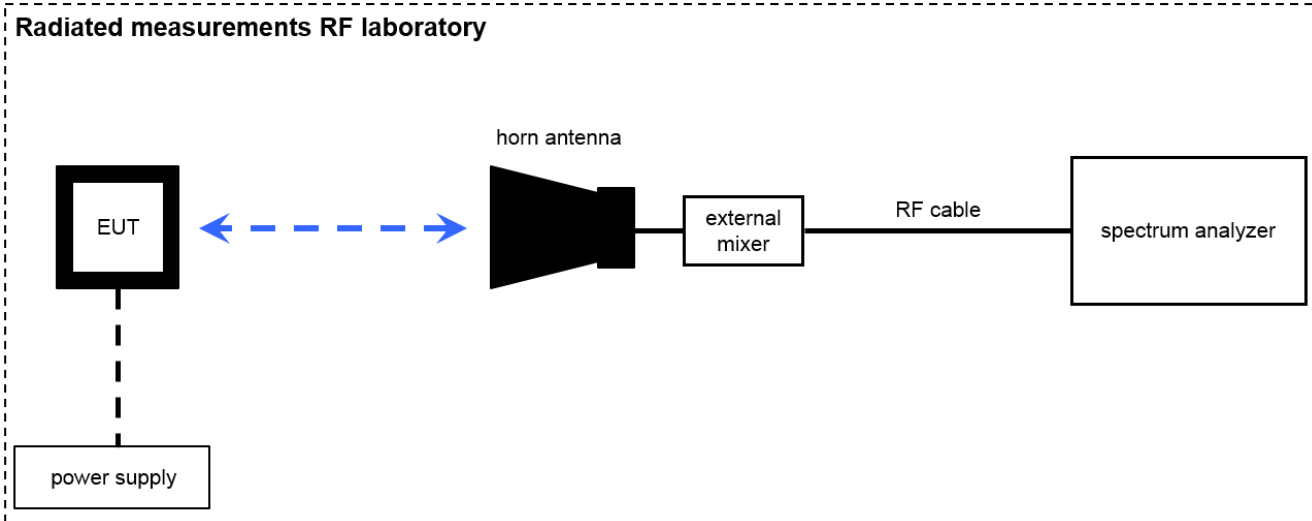 Radiated measurements RF laboratory
horn antenna
EUT
external
mixer
RF cable
spectrum analyzer
power supply